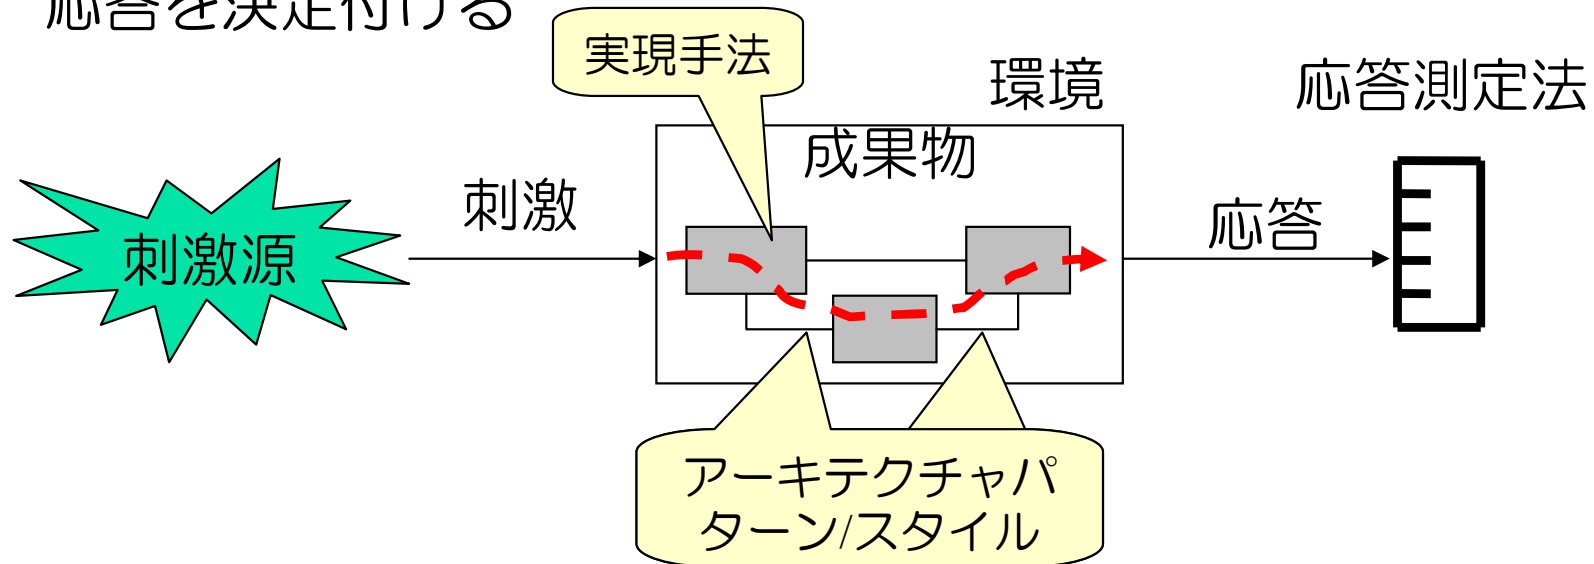 応答を決定付ける
実現手法
環境
応答測定法
成果物
刺激
応答
刺激源
アーキテクチャパ
ターン/スタイル